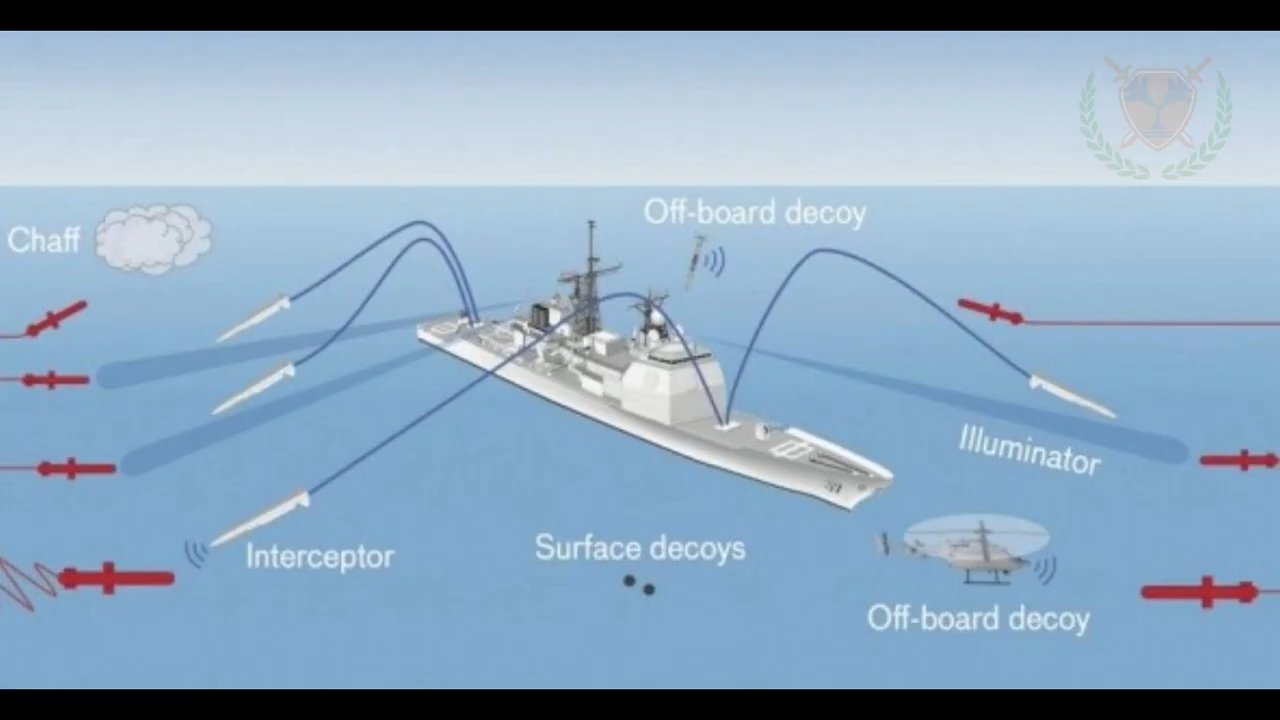 Off-board decoy
Chaff
Illuminator
Interceptor
Surface decoys
Off-board decoy